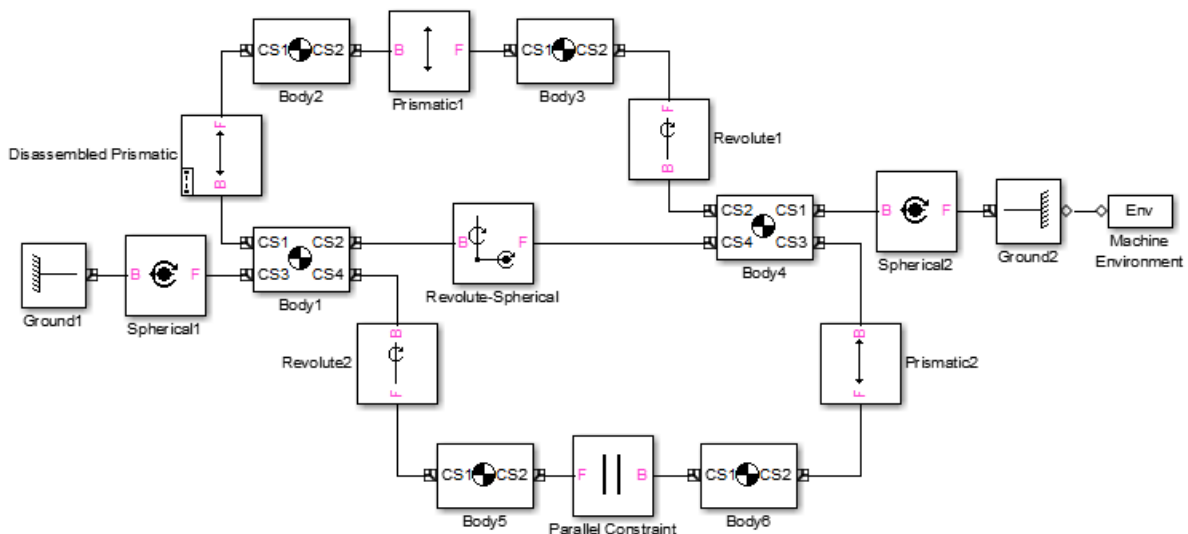 CS1 CS2
B F
CS1 CS2
Body2
Prismatic1
Body3
F
B
Disassembled Prismatic
F
B
Revolute1
CS1 CS2
CS3 CS4
Body1
B F
Revolute-Spherical
CS2 CS1
CS4 CS3
Body4
B F
Spherical2
Ground2
Env
Machine
Environment
Ground1
B F
Spherical1
B
F
Revolute2
B
F
Prismatic2
CS1 CS2
Body5
F B
Parallel Constraint
CS1 CS2
Body6